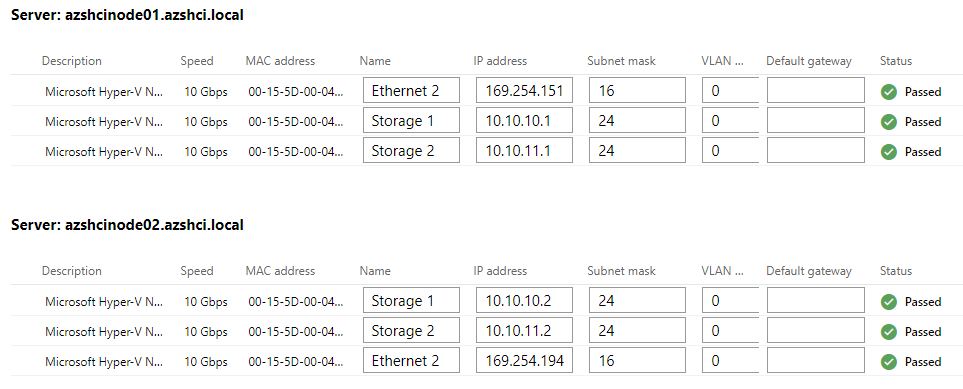 Server: azshcinode01.azshci.local
Description Speed MAC address Name IP address Subnet mask VLAN ... Default gateway Status
Microsoft Hyper-V N... 10 Gbps 00-15-5D-00-04... Ethernet 2 169.254.151 16 0 Passed
Microsoft Hyper-V N... 10 Gbps 00-15-5D-00-04... Storage 1 10.10.10.1 24 0 Passed
Microsoft Hyper-V N... 10 Gbps 00-15-5D-00-04... Storage 2 10.10.11.1 24 0 Passed
Server: azshcinode02.azshci.local
Description Speed MAC address Name IP address Subnet mask VLAN ... Default gateway Status
Microsoft Hyper-V N... 10 Gbps 00-15-5D-00-04... Storage 1 10.10.10.2 24 0 Passed
Microsoft Hyper-V N... 10 Gbps 00-15-5D-00-04... Storage 2 10.10.11.2 24 0 Passed
Microsoft Hyper-V N... 10 Gbps 00-15-5D-00-04... Ethernet 2 169.254.194 16 0 Passed